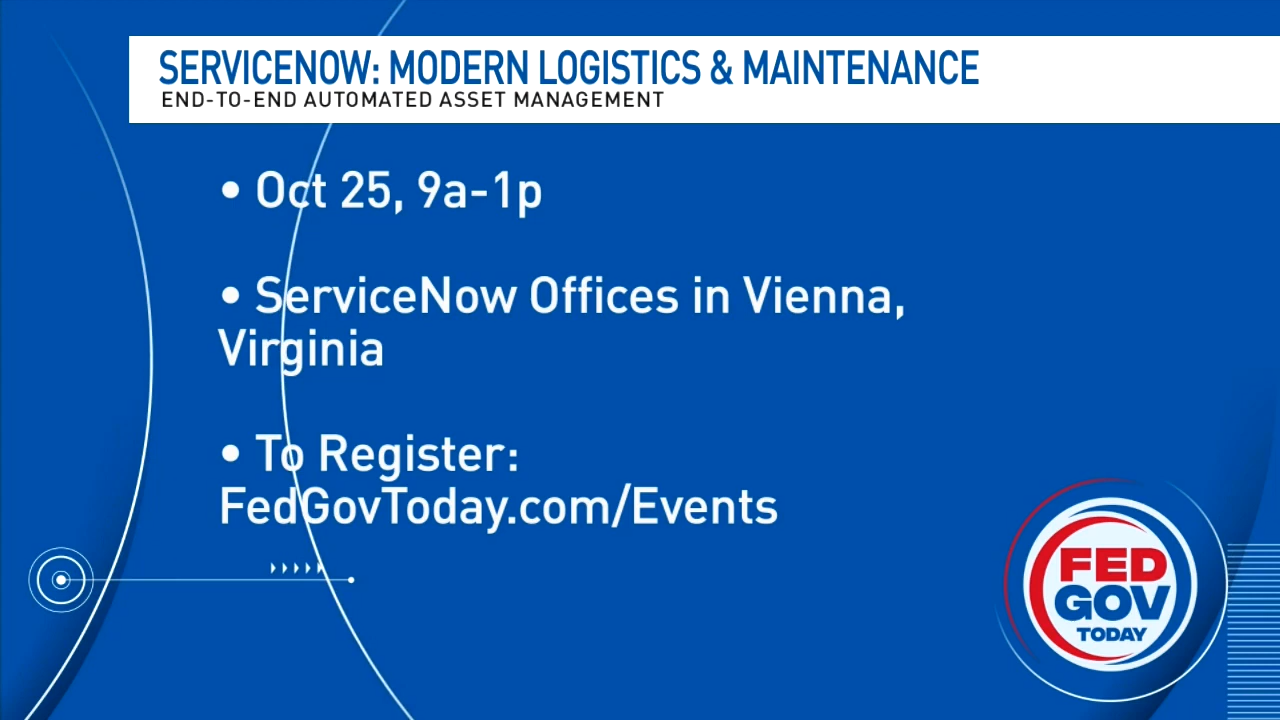 SERVICENOW: MODERN LOGISTICS & MAINTENANCE
END-TO-END AUTOMATED ASSET MANAGEMENT
• Oct 25, 9a-1p
• ServiceNow Offices in Vienna,
Virginia
• To Register:
FedGovToday.com/Events
FED
GOV
TODAY